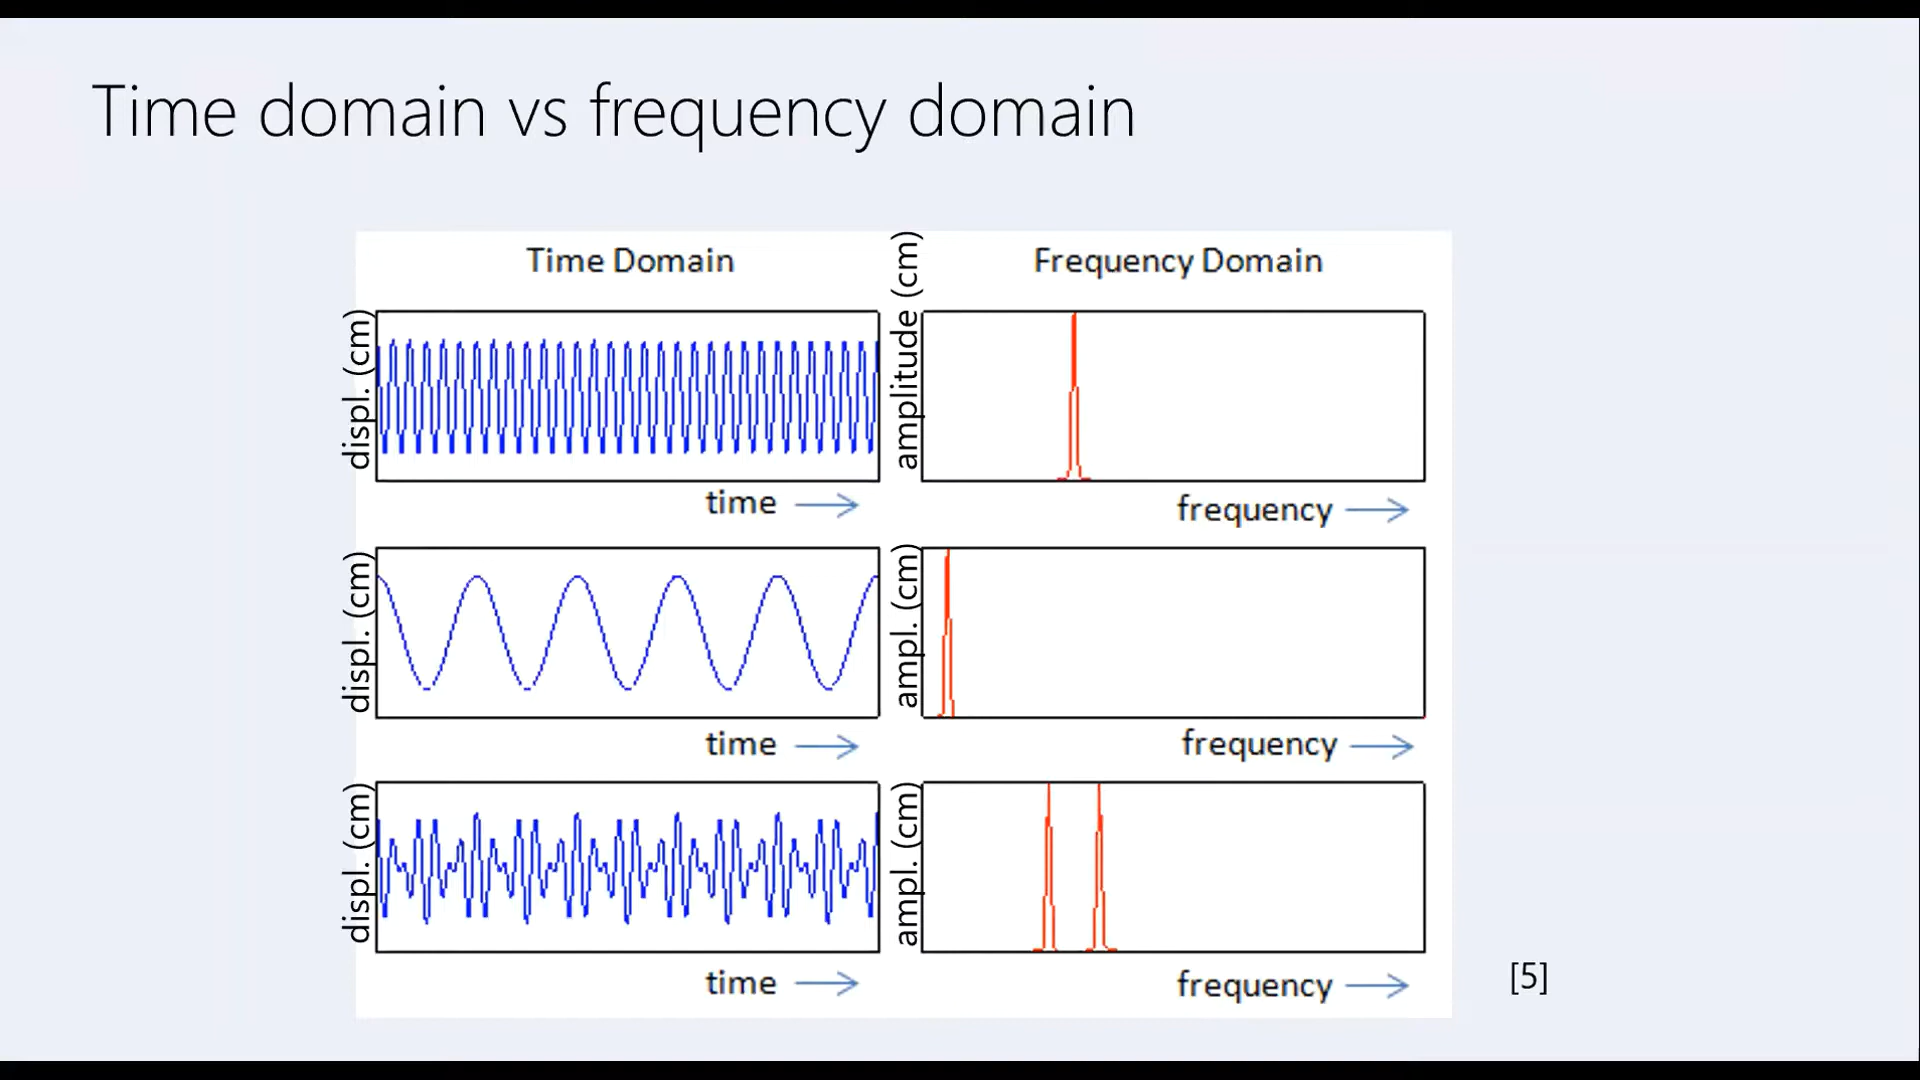 Time domain vs frequency domain
Time Domain
Frequency Domain
displ. (cm)
amplitude (cm)
time
frequency
displ. (cm)
ampl. (cm)
time
frequency
displ. (cm)
ampl. (cm)
time
frequency
[5]